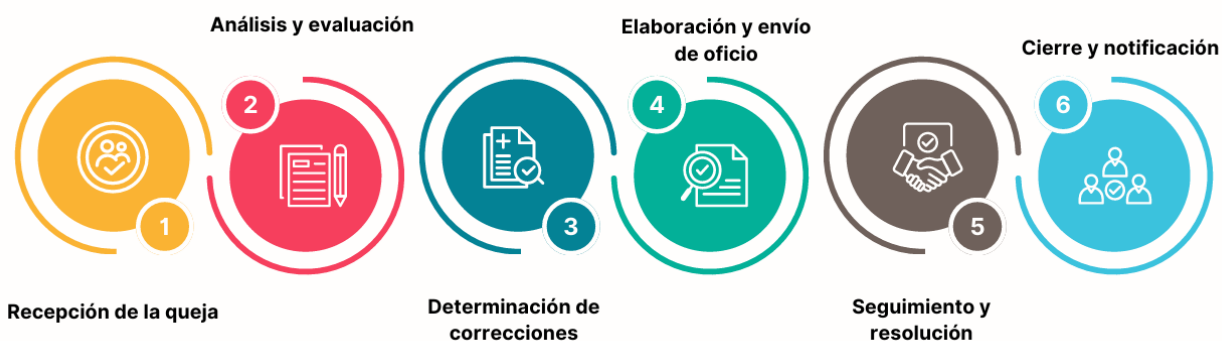 Análisis y evaluación
Elaboración y envío
de oficio
Cierre y notificación
1
2
3
4
5
6
Recepción de la queja
Determinación de
correcciones
Seguimiento y
resolución